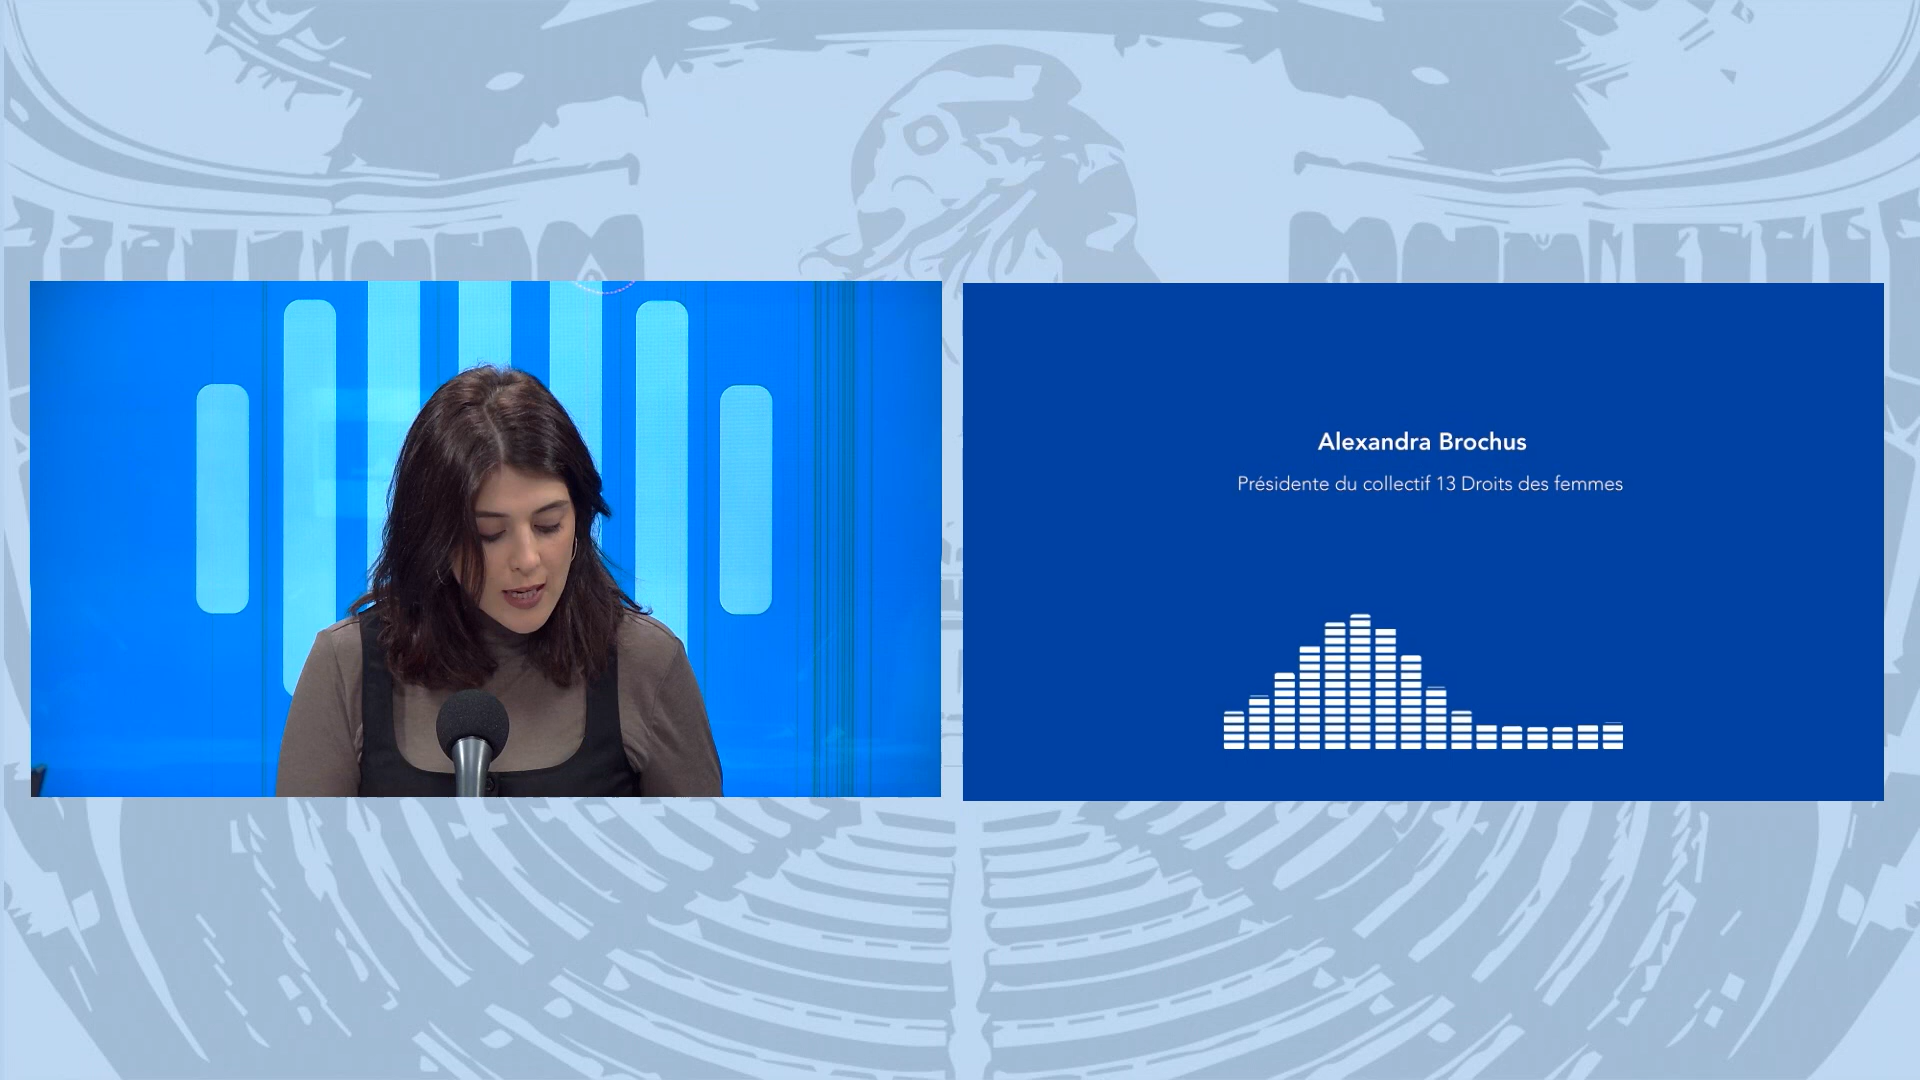 Alexandra Brochus
Présidente du collectif 13 Droits des femmes